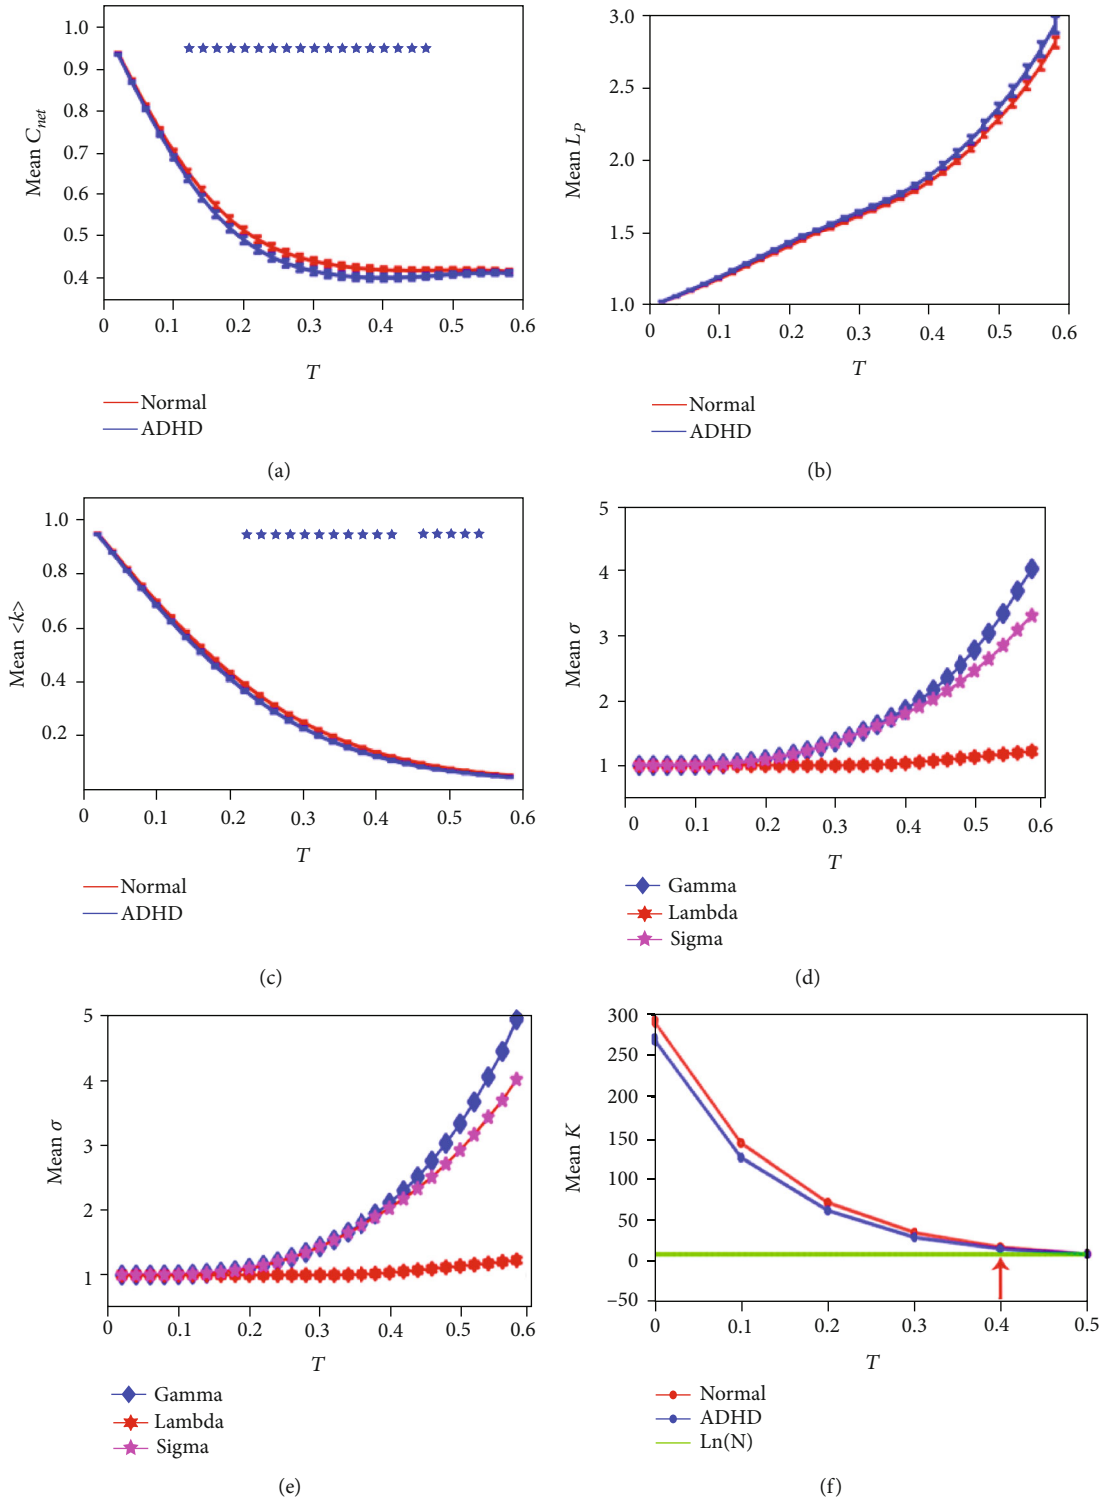 1.0
0.9
0.8
0.7
0.6
0.5
0.4
Mean C_net
0 0.1 0.2 0.3 0.4 0.5 0.6
T
Normal
ADHD
(a)
3.0
2.5
2.0
1.5
1.0
Mean L_P
0 0.1 0.2 0.3 0.4 0.5 0.6
T
Normal
ADHD
(b)
1.0
0.8
0.6
0.4
0.2
Mean <k>
0 0.1 0.2 0.3 0.4 0.5 0.6
T
Normal
ADHD
(c)
5
4
3
2
1
Mean σ
0 0.1 0.2 0.3 0.4 0.5 0.6
T
Gamma
Lambda
Sigma
(d)
5
4
3
2
1
Mean σ
0 0.1 0.2 0.3 0.4 0.5 0.6
T
Gamma
Lambda
Sigma
(e)
300
250
200
150
100
50
0
–50
Mean K
0 0.1 0.2 0.3 0.4 0.5
T
Normal
ADHD
Ln(N)
(f)